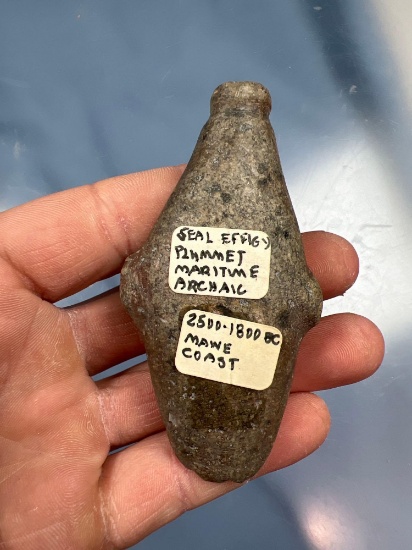 SEAL EFFIGY
PLUMMET
MARITIME
ARCHAIC
2500-1800 BC
MAINE
COAST